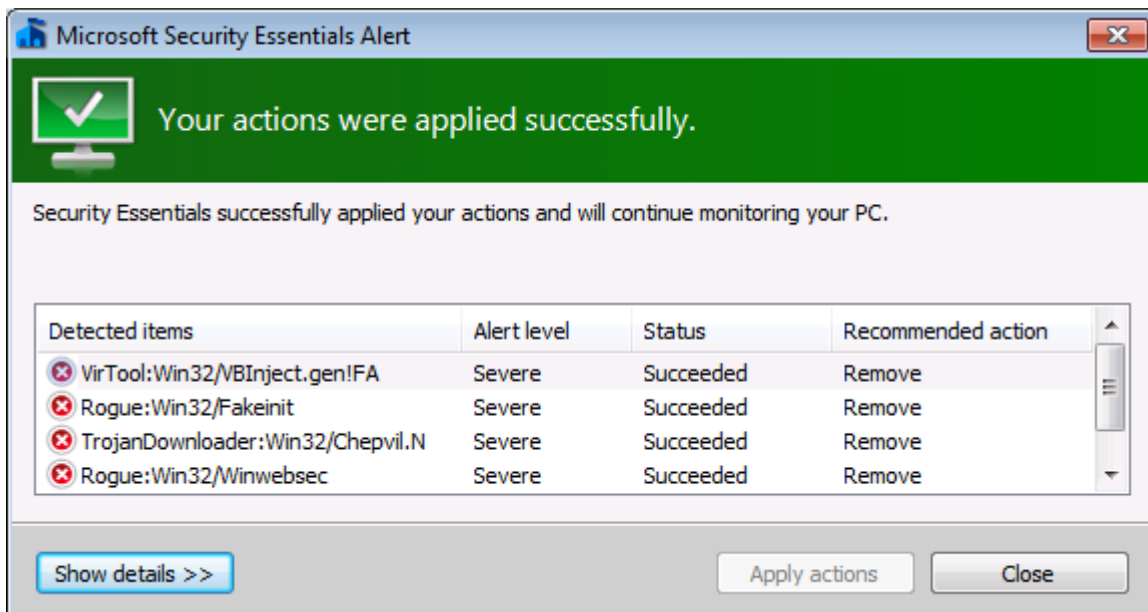 Microsoft Security Essentials Alert
Your actions were applied successfully.
Security Essentials successfully applied your actions and will continue monitoring your PC.
Detected items Alert level Status Recommended action
VirTool:Win32/VBInject.gen!FA Severe Succeeded Remove
Rogue:Win32/Fakeinit Severe Succeeded Remove
TrojanDownloader:Win32/Chepvil.N Severe Succeeded Remove
Rogue:Win32/Winwebsec Severe Succeeded Remove
Show details >> Apply actions Close